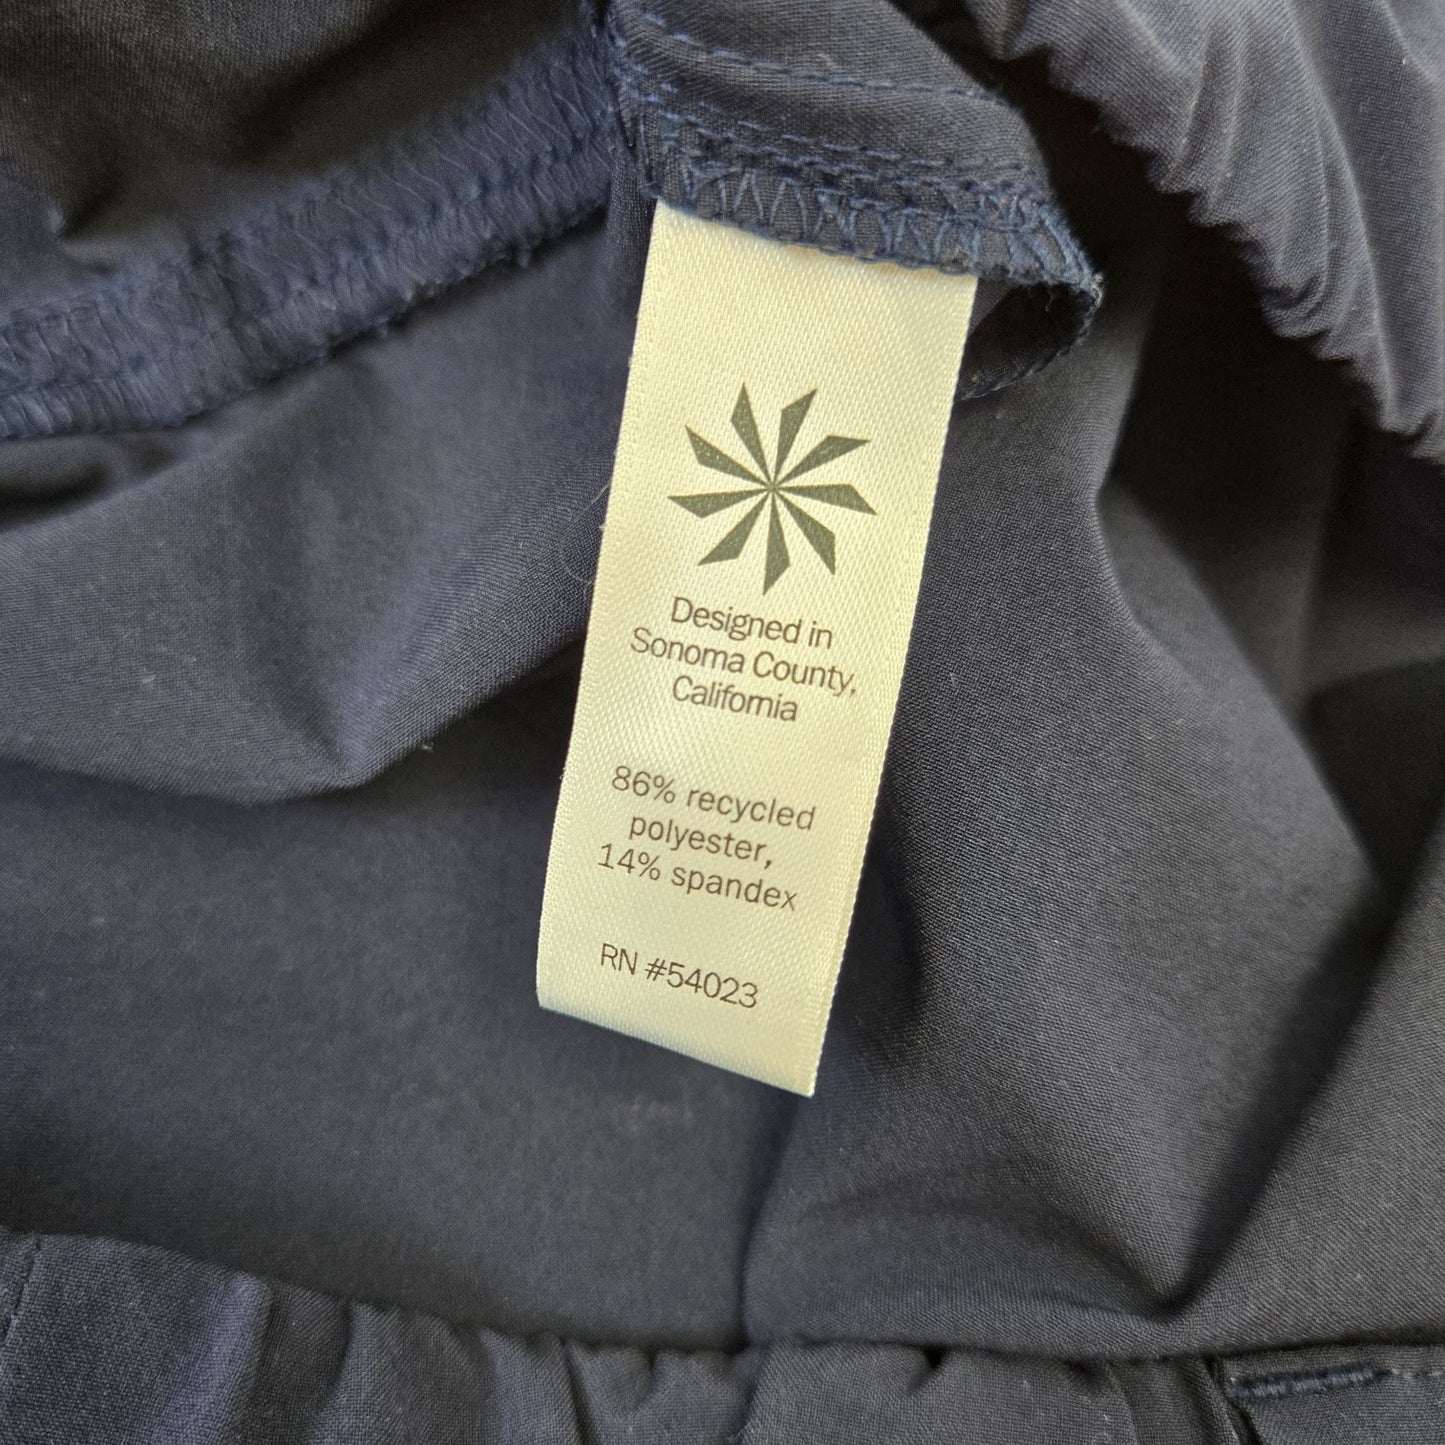 Designed in
Sonoma County,
California
86% recycled
polyester,
14% spandex
RN #54023